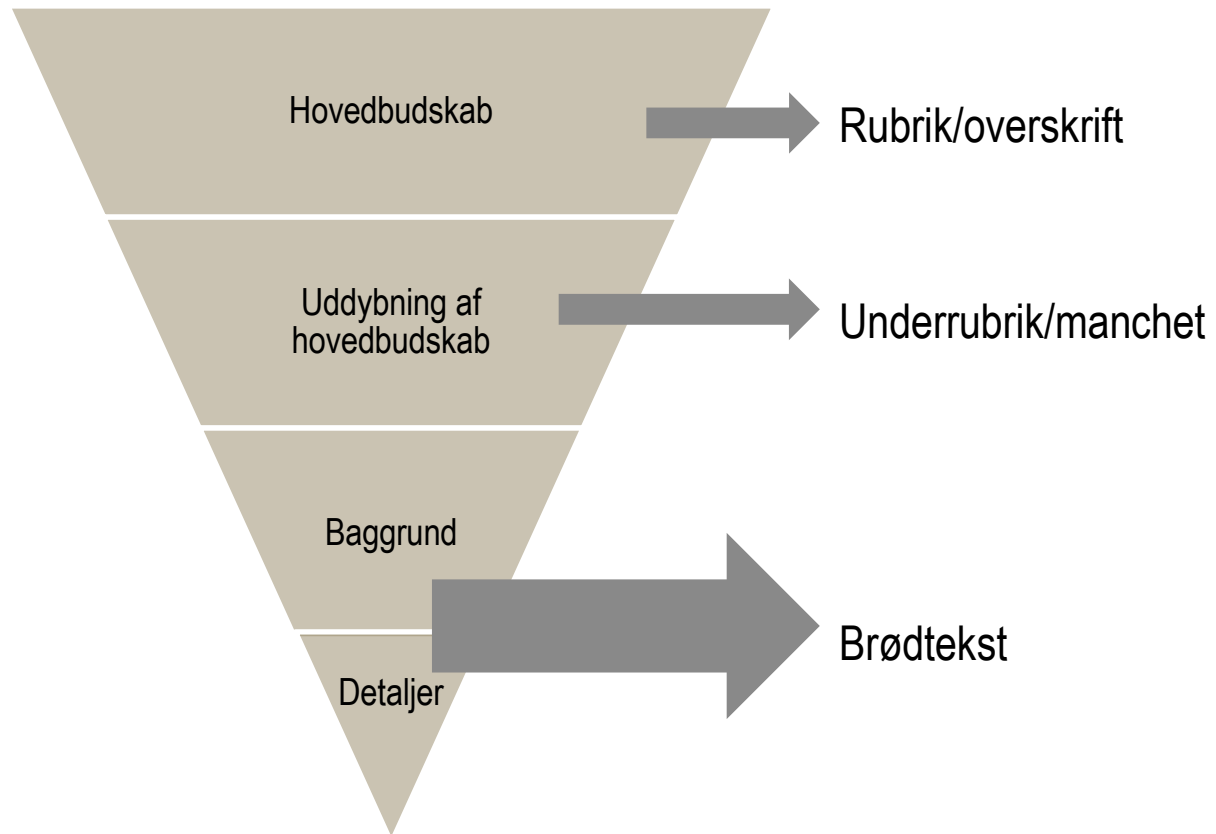 Hovedbudskab
Rubrik/overskrift
Uddybning af
hovedbudskab
Underrubrik/manchet
Baggrund
Brødtekst
Detaljer